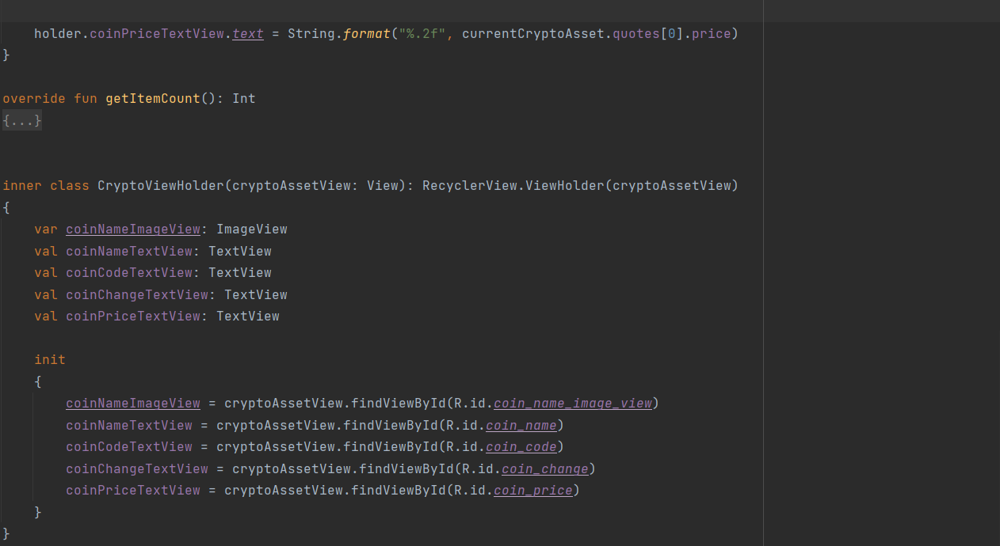 holder.coinPriceTextView.text = String.format("%.2f", currentCryptoAsset.quotes[0].price)
}
override fun getItemCount(): Int
{...}
inner class CryptoViewHolder(cryptoAssetView: View): RecyclerView.ViewHolder(cryptoAssetView)
{
var coinNameImageView: ImageView
val coinNameTextView: TextView
val coinCodeTextView: TextView
val coinChangeTextView: TextView
val coinPriceTextView: TextView
init
{
coinNameImageView = cryptoAssetView.findViewById(R.id.coin_name_image_view)
coinNameTextView = cryptoAssetView.findViewById(R.id.coin_name)
coinCodeTextView = cryptoAssetView.findViewById(R.id.coin_code)
coinChangeTextView = cryptoAssetView.findViewById(R.id.coin_change)
coinPriceTextView = cryptoAssetView.findViewById(R.id.coin_price)
}
}